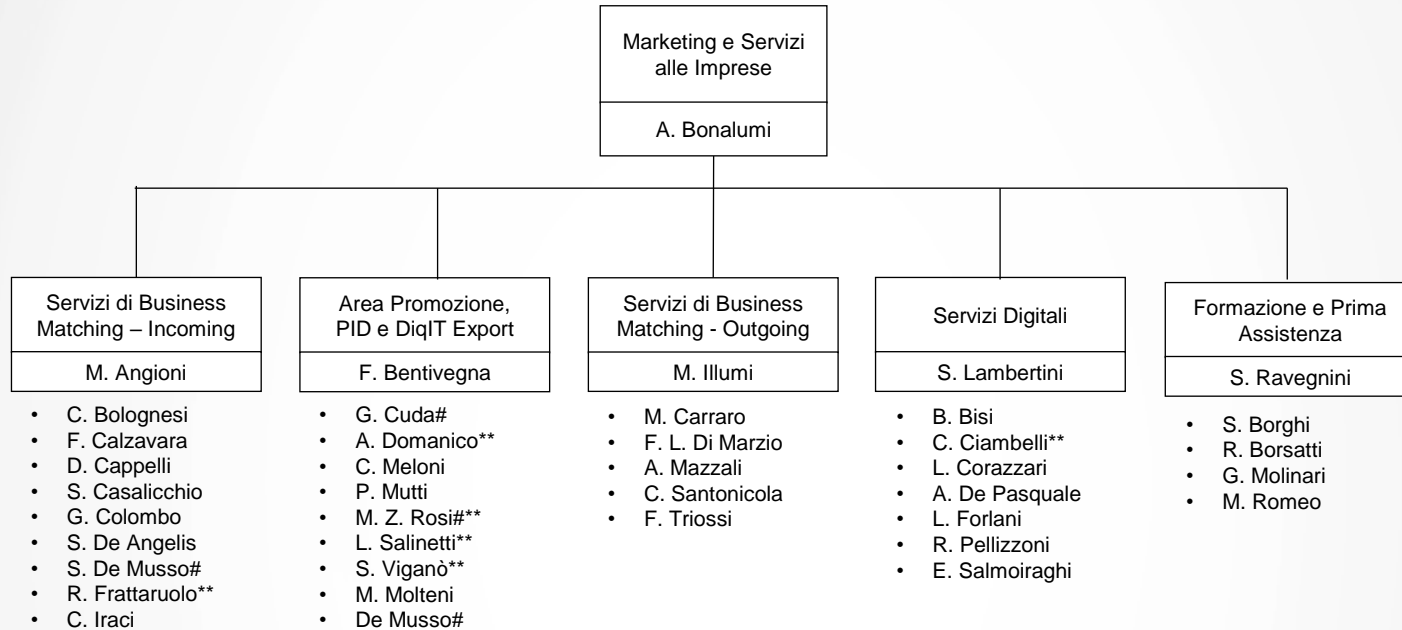 Marketing e Servizi
alle Imprese
A. Bonalumi
Servizi di Business
Matching – Incoming
M. Angioni
• C. Bolognesi
• F. Calzavara
• D. Cappelli
• S. Casalicchio
• G. Colombo
• S. De Angelis
• S. De Musso#
• R. Frattaruolo**
• C. Iraci
Area Promozione,
PID e DiqIT Export
F. Bentivegna
• G. Cuda#
• A. Domanico**
• C. Meloni
• P. Mutti
• M. Z. Rosi#**
• L. Salinetti**
• S. Viganò**
• M. Molteni
• De Musso#
Servizi di Business
Matching - Outgoing
M. Illumi
• M. Carraro
• F. L. Di Marzio
• A. Mazzali
• C. Santonicola
• F. Triossi
Servizi Digitali
S. Lambertini
• B. Bisi
• C. Ciambelli**
• L. Corazzari
• A. De Pasquale
• L. Forlani
• R. Pellizzoni
• E. Salmoiraghi
Formazione e Prima
Assistenza
S. Ravegnini
• S. Borghi
• R. Borsatti
• G. Molinari
• M. Romeo